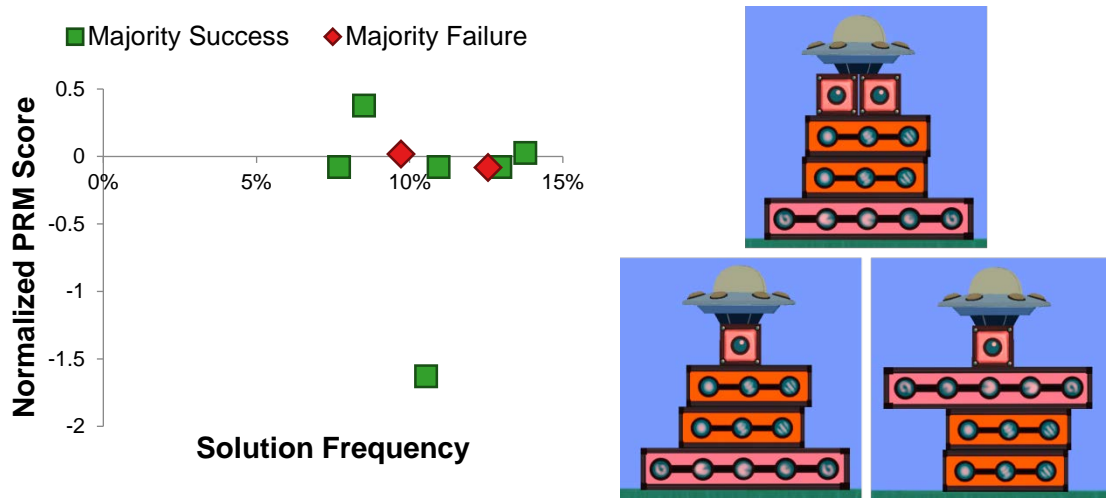 Majority Success
Majority Failure
Normalized PRM Score
0.5
0
-0.5
-1
-1.5
-2
0%
5%
10%
15%
Solution Frequency